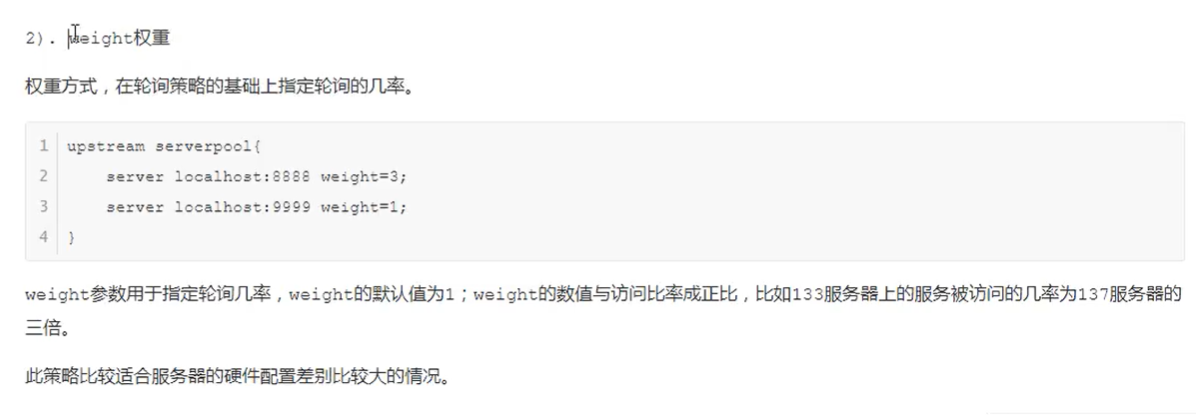 2). weight权重
权重方式，在轮询策略的基础上指定轮询的几率。
1 upstream serverpool{
2     server localhost:8888 weight=3;
3     server localhost:9999 weight=1;
4 }
weight参数用于指定轮询几率，weight的默认值为1；weight的数值与访问比率成正比，比如133服务器上的服务被访问的几率为137服务器的
三倍。
此策略比较适合服务器的硬件配置差别比较大的情况。